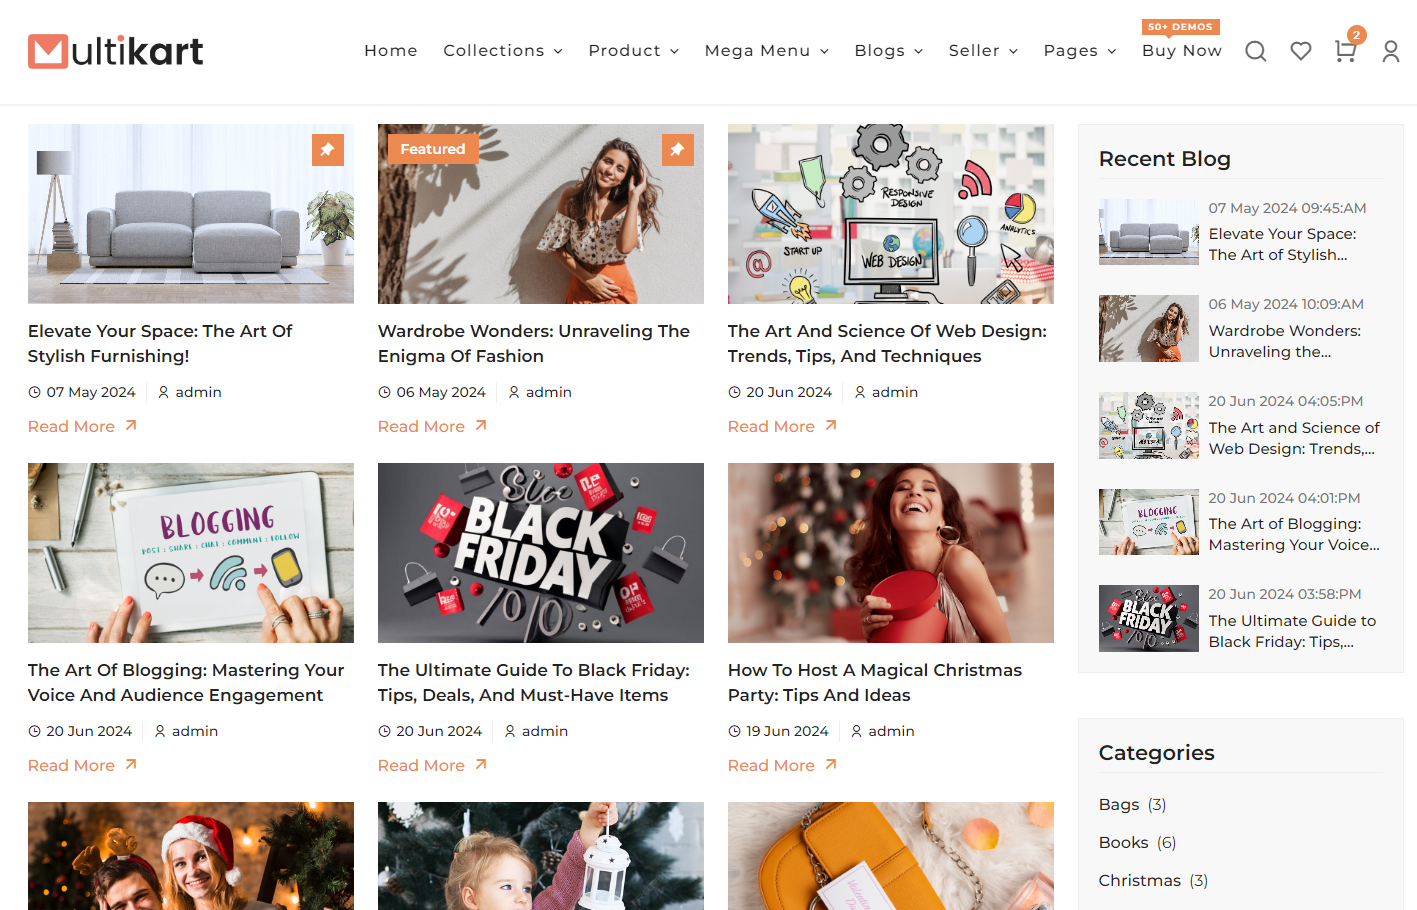 Multikart
Home
Collections
Product
Mega Menu
Blogs
Seller
Pages
50+ DEMOS
Buy Now
2
Featured
RESPONSIVE
DESIGN
START UP
ANALYTICS
WEB DESIGN
@
Elevate Your Space: The Art Of
Stylish Furnishing!
07 May 2024
admin
Read More
Wardrobe Wonders: Unraveling The
Enigma Of Fashion
06 May 2024
admin
Read More
The Art And Science Of Web Design:
Trends, Tips, And Techniques
20 Jun 2024
admin
Read More
BLOGGING
POST : SHARE : CHAT : COMMENT : FOLLOW
BLACK
FRIDAY
The Art Of Blogging: Mastering Your
Voice And Audience Engagement
20 Jun 2024
admin
Read More
The Ultimate Guide To Black Friday:
Tips, Deals, And Must-Have Items
20 Jun 2024
admin
Read More
How To Host A Magical Christmas
Party: Tips And Ideas
19 Jun 2024
admin
Read More
Recent Blog
07 May 2024 09:45:AM
Elevate Your Space:
The Art of Stylish...
06 May 2024 10:09:AM
Wardrobe Wonders:
Unraveling the...
20 Jun 2024 04:05:PM
The Art and Science of
Web Design: Trends,...
WEB DESIGN
20 Jun 2024 04:01:PM
The Art of Blogging:
Mastering Your Voice...
BLOGGING
20 Jun 2024 03:58:PM
The Ultimate Guide to
Black Friday: Tips,...
BLACK
FRIDAY
Categories
Bags (3)
Books (6)
Christmas (3)